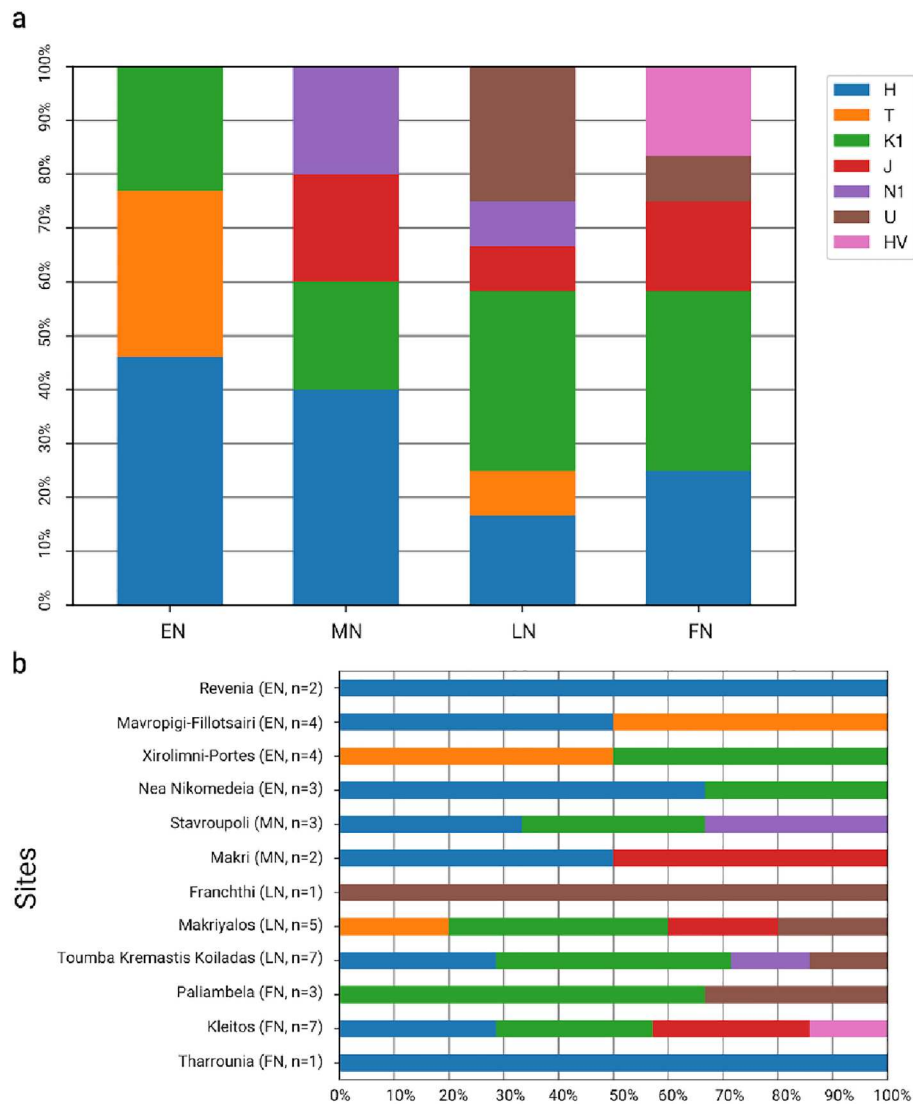 a
100%
90%
80%
70%
60%
50%
40%
30%
20%
10%
0%
EN MN LN FN
H
T
K1
J
N1
U
HV
b
Sites
Revenia (EN, n=2)
Mavropigi-Fillotsairi (EN, n=4)
Xirolimni-Portes (EN, n=4)
Nea Nikomedeia (EN, n=3)
Stavroupoli (MN, n=3)
Makri (MN, n=2)
Franchthi (LN, n=1)
Makriyalos (LN, n=5)
Toumba Kremastis Koiladas (LN, n=7)
Paliambela (FN, n=3)
Kleitos (FN, n=7)
Tharrounia (FN, n=1)
0% 10% 20% 30% 40% 50% 60% 70% 80% 90% 100%